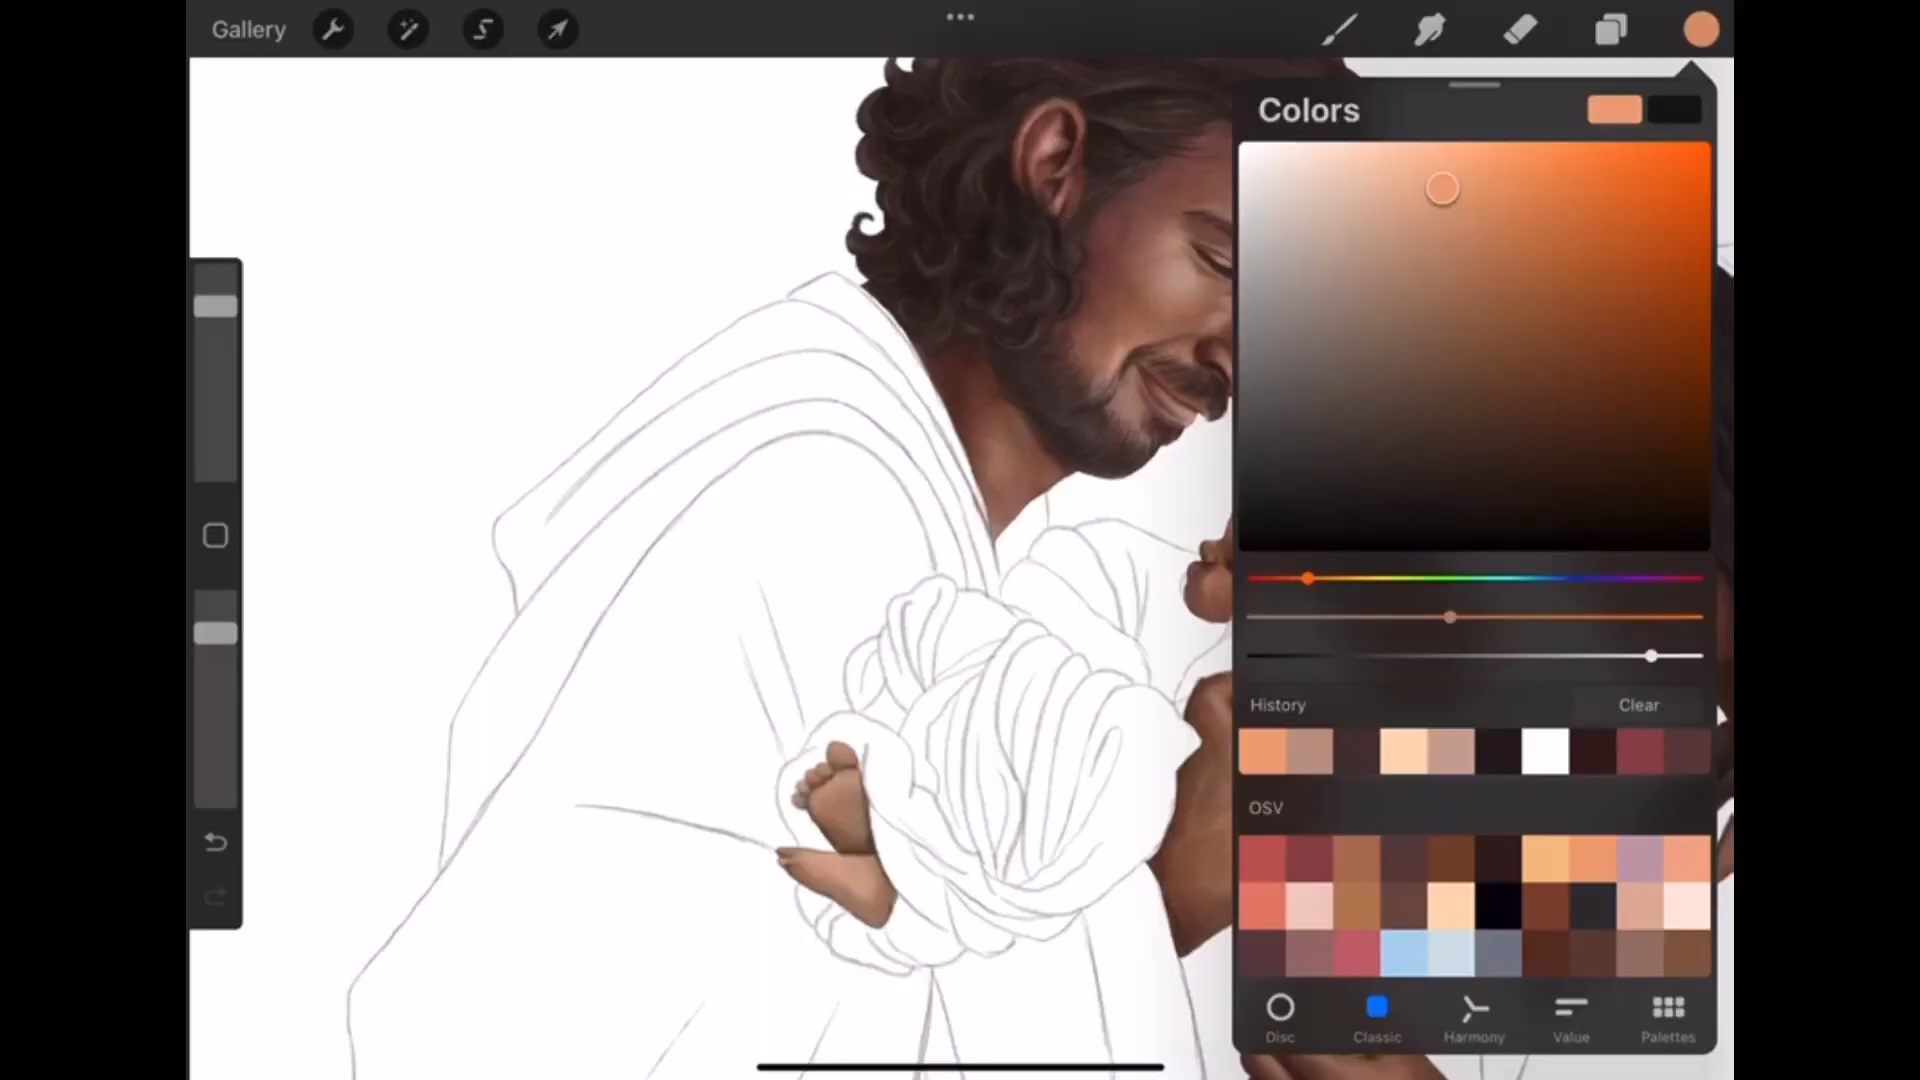 Gallery
Colors
History
Clear
OSV
Disc
Classic
Harmony
Value
Palettes